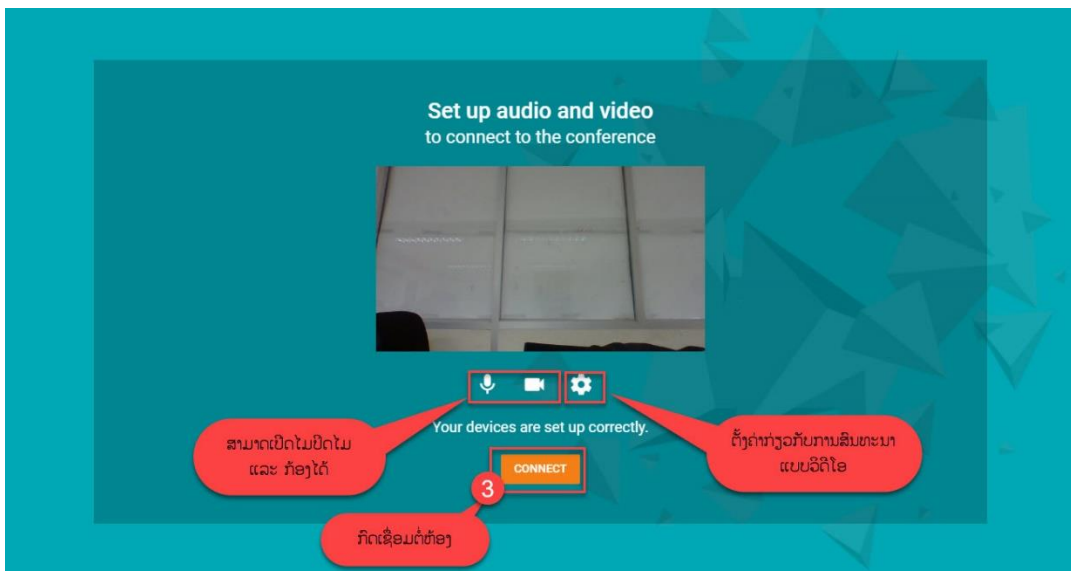 Set up audio and video
to connect to the conference
Your devices are set up correctly.
ສາມາດເປີດໄມປິດໄມ
ແລະ ກ້ອງໄດ້
ຕັ້ງຄ່າກ່ຽວກັບການສົນທະນາ
ແບບວິດີໂອ
CONNECT
3
ກົດເຊື່ອມຕໍ່ຫ້ອງ